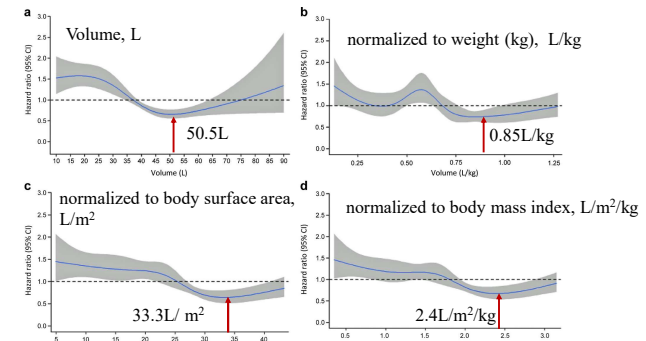 a
Volume, L
Hazard ratio (95% CI)
3.0
2.5
2.0
1.5
1.0
0.5
0.0
50.5L
10 15 20 25 30 35 40 45 50 55 60 65 70 75 80 85 90
Volume (L)
b
normalized to weight (kg), L/kg
Hazard ratio (95% CI)
3.0
2.5
2.0
1.5
1.0
0.5
0.0
0.85L/kg
0.25 0.50 0.75 1.00 1.25
Volume (L/kg)
c
normalized to body surface area,
L/m²
Hazard ratio (95% CI)
3.0
2.5
2.0
1.5
1.0
0.5
0.0
33.3L/ m²
5 10 15 20 25 30 35 40
d
normalized to body mass index, L/m²/kg
Hazard ratio (95% CI)
3.0
2.5
2.0
1.5
1.0
0.5
0.0
2.4L/m²/kg
0.5 1.0 1.5 2.0 2.5 3.0